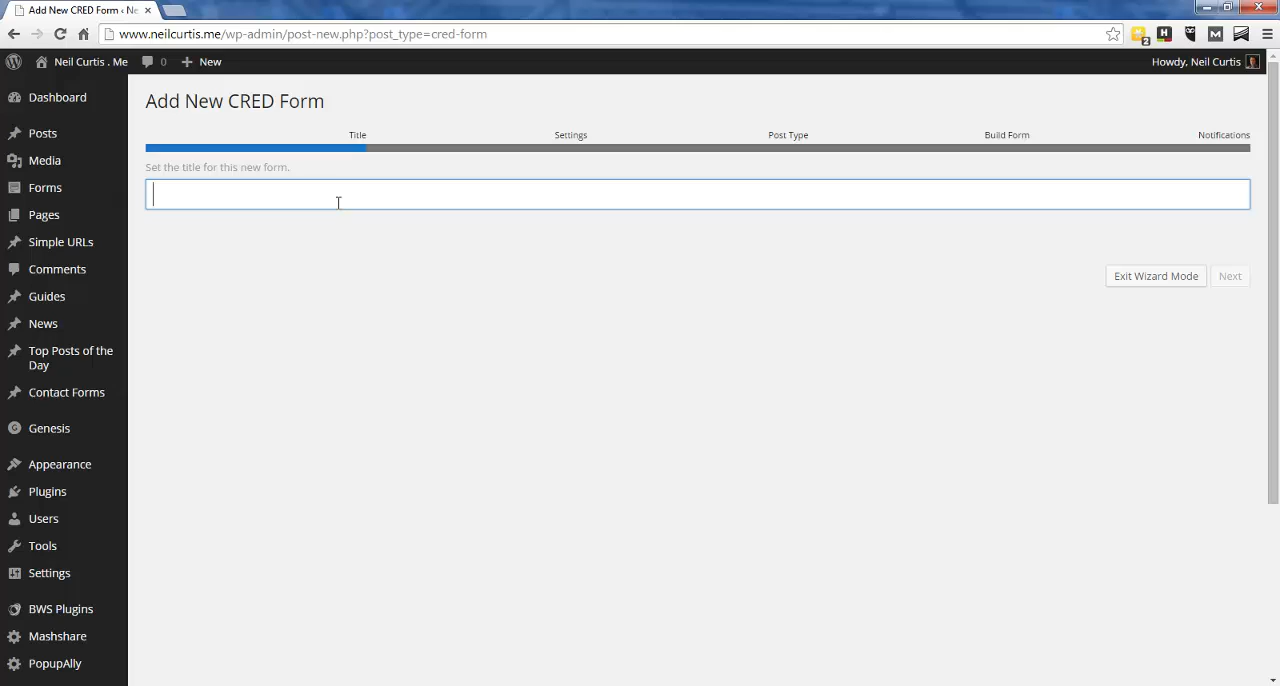 Add New CRED Form ‹ Ne
www.neilcurtis.me/wp-admin/post-new.php?post_type=cred-form
2
H
M
Neil Curtis . Me
0
New
Howdy, Neil Curtis
Dashboard
Posts
Media
Forms
Pages
Simple URLs
Comments
Guides
News
Top Posts of the
Day
Contact Forms
Genesis
Appearance
Plugins
Users
Tools
Settings
BWS Plugins
Mashshare
PopupAlly
Add New CRED Form
Title
Settings
Post Type
Build Form
Notifications
Set the title for this new form.
Exit Wizard Mode
Next